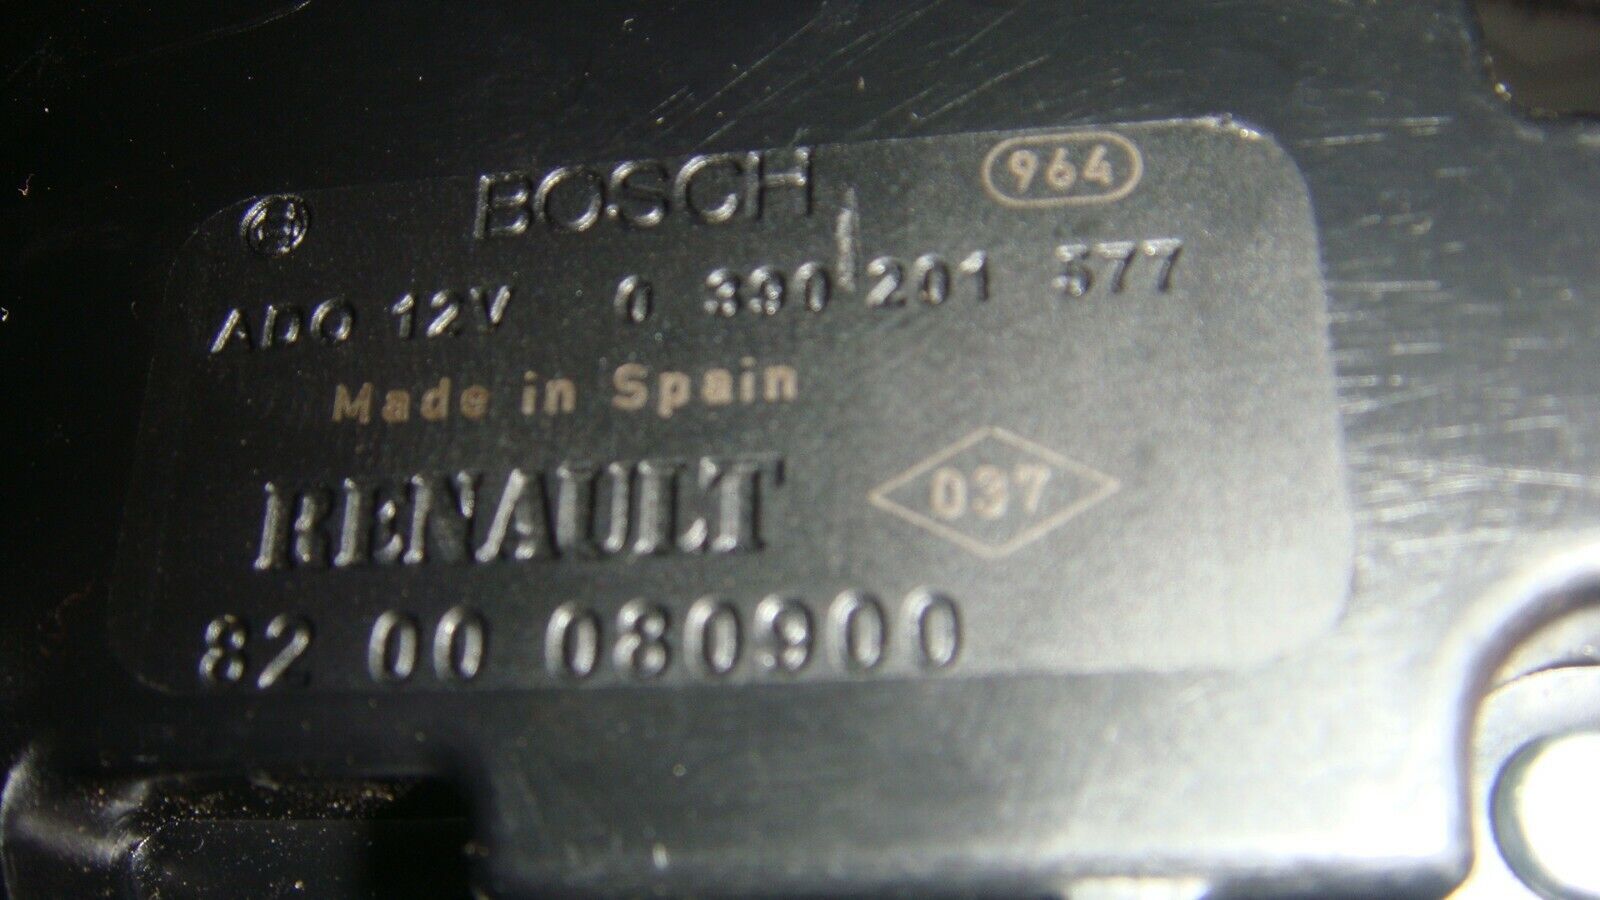 BOSCH 964
ADO 12V 0 390 201 577
Made in Spain
RENAULT 037
82 00 080900